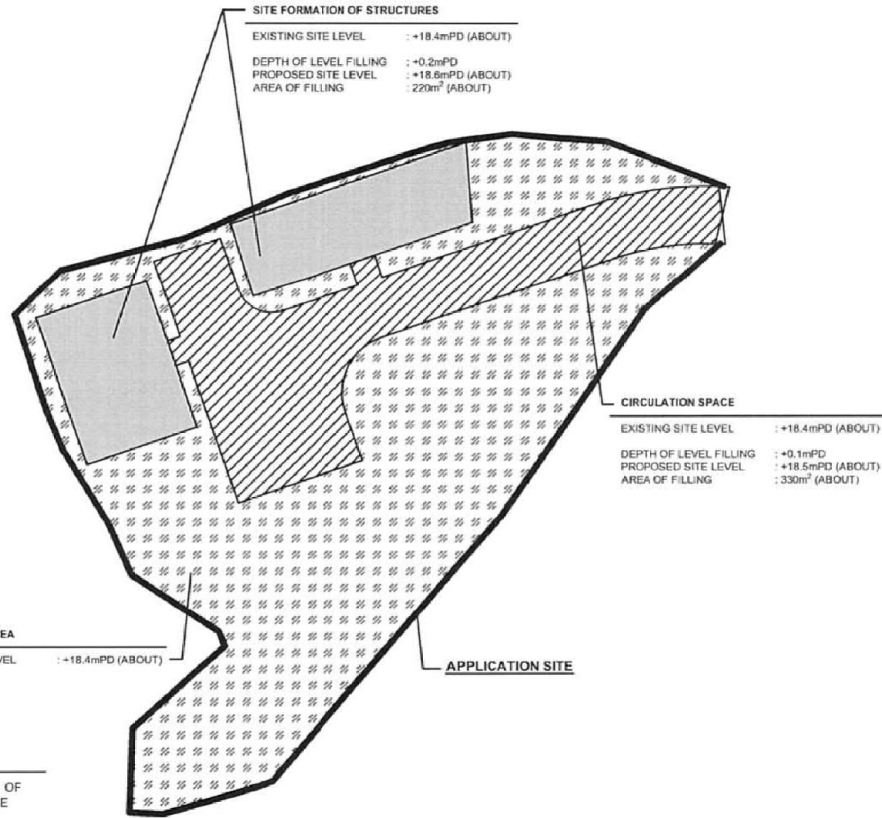 SITE FORMATION OF STRUCTURES
EXISTING SITE LEVEL : +18.4mPD (ABOUT)
DEPTH OF LEVEL FILLING : +0.2mPD
PROPOSED SITE LEVEL : +18.6mPD (ABOUT)
AREA OF FILLING : 220m² (ABOUT)
CIRCULATION SPACE
EXISTING SITE LEVEL : +18.4mPD (ABOUT)
DEPTH OF LEVEL FILLING : +0.1mPD
PROPOSED SITE LEVEL : +18.5mPD (ABOUT)
AREA OF FILLING : 330m² (ABOUT)
EA
VEL : +18.4mPD (ABOUT)
APPLICATION SITE
OF
E